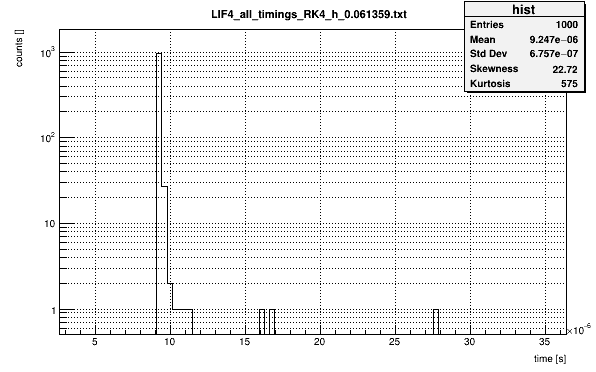 LIF4_all_timings_RK4_h_0.061359.txt
hist
Entries 1000
Mean 9.247e−06
Std Dev 6.757e−07
Skewness 22.72
Kurtosis 575
counts []
10³
10²
10
1
5 10 15 20 25 30 35 ×10⁻⁶
time [s]